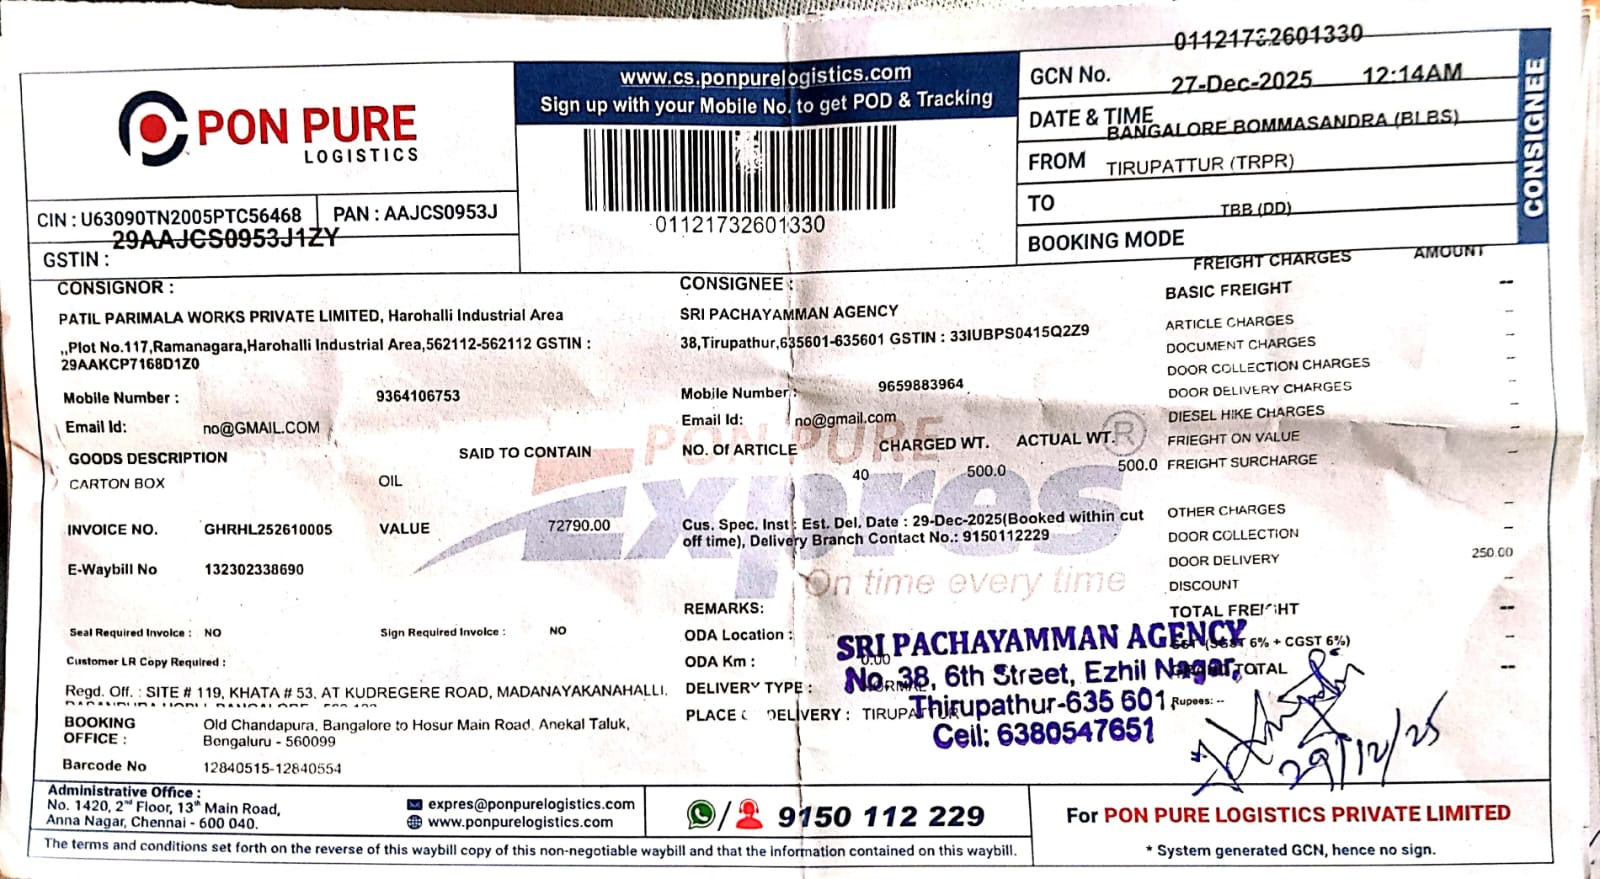 PON PURE
LOGISTICS
www.cs.ponpurelogistics.com
Sign up with your Mobile No. to get POD & Tracking
01121732601330
CIN : U63090TN2005PTC56468
PAN : AAJCS0953J
29AAJCS0953J1ZY
GSTIN :
01121732601330
GCN No.
27-Dec-2025 12:14AM
DATE & TIME
BANGALORE BOMMASANDRA (BLBS)
FROM
TIRUPATTUR (TRPR)
TO
TBB (DD)
BOOKING MODE
CONSIGNEE
CONSIGNOR :
PATIL PARIMALA WORKS PRIVATE LIMITED, Harohalli Industrial Area
,,Plot No.117,Ramanagara,Harohalli Industrial Area,562112-562112 GSTIN :
29AAKCP7168D1Z0
Mobile Number : 9364106753
Email Id: no@GMAIL.COM
CONSIGNEE :
SRI PACHAYAMMAN AGENCY
38,Tirupathur,635601-635601 GSTIN : 33IUBPS0415Q2Z9
Mobile Number : 9659883964
Email Id: no@gmail.com
GOODS DESCRIPTION SAID TO CONTAIN NO. Of ARTICLE CHARGED WT. ACTUAL WT.
CARTON BOX OIL 40 500.0 500.0
PON PURE
Expres
On time every time
INVOICE NO. GHRHL252610005 VALUE 72790.00
E-Waybill No 132302338690
Cus. Spec. Inst : Est. Del. Date : 29-Dec-2025(Booked within cut
off time), Delivery Branch Contact No.: 9150112229
Seal Required Invoice : NO Sign Required Invoice : NO
Customer LR Copy Required :
Regd. Off. : SITE # 119, KHATA # 53, AT KUDREGERE ROAD, MADANAYAKANAHALLI,
BOOKING
OFFICE :
Old Chandapura, Bangalore to Hosur Main Road, Anekal Taluk,
Bengaluru - 560099
Barcode No 12840515-12840554
REMARKS:
ODA Location :
ODA Km : 0.00
DELIVERY TYPE :
PLACE DELIVERY :
SRI PACHAYAMMAN AGENCY
No. 38, 6th Street, Ezhil Nagar,
Thirupathur-635 601
Cell: 6380547651
FREIGHT CHARGES AMOUNT
BASIC FREIGHT --
ARTICLE CHARGES --
DOCUMENT CHARGES --
DOOR COLLECTION CHARGES --
DOOR DELIVERY CHARGES --
DIESEL HIKE CHARGES --
FRIEGHT ON VALUE --
FREIGHT SURCHARGE --
OTHER CHARGES --
DOOR COLLECTION --
DOOR DELIVERY 250.00
DISCOUNT --
TOTAL FREIGHT --
6% + CGST 6%)
TOTAL --
Rupees: --
29/12/25
Administrative Office :
No. 1420, 2nd Floor, 13th Main Road,
Anna Nagar, Chennai - 600 040.
expres@ponpurelogistics.com
www.ponpurelogistics.com
9150 112 229
For PON PURE LOGISTICS PRIVATE LIMITED
The terms and conditions set forth on the reverse of this waybill copy of this non-negotiable waybill and that the information contained on this waybill.
* System generated GCN, hence no sign.